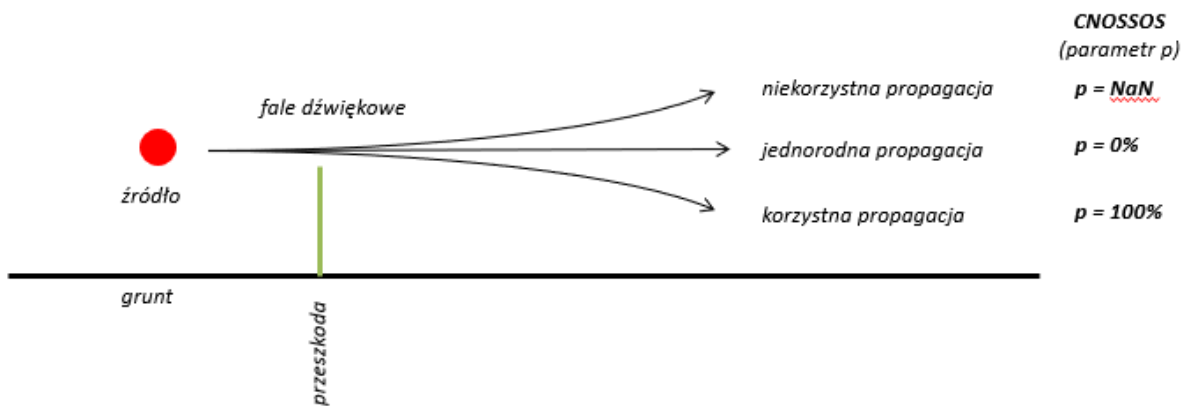 CNOSSOS
(parametr p)
niekorzystna propagacja
p = NaN
fale dźwiękowe
jednorodna propagacja
p = 0%
źródło
korzystna propagacja
p = 100%
grunt
przeszkoda